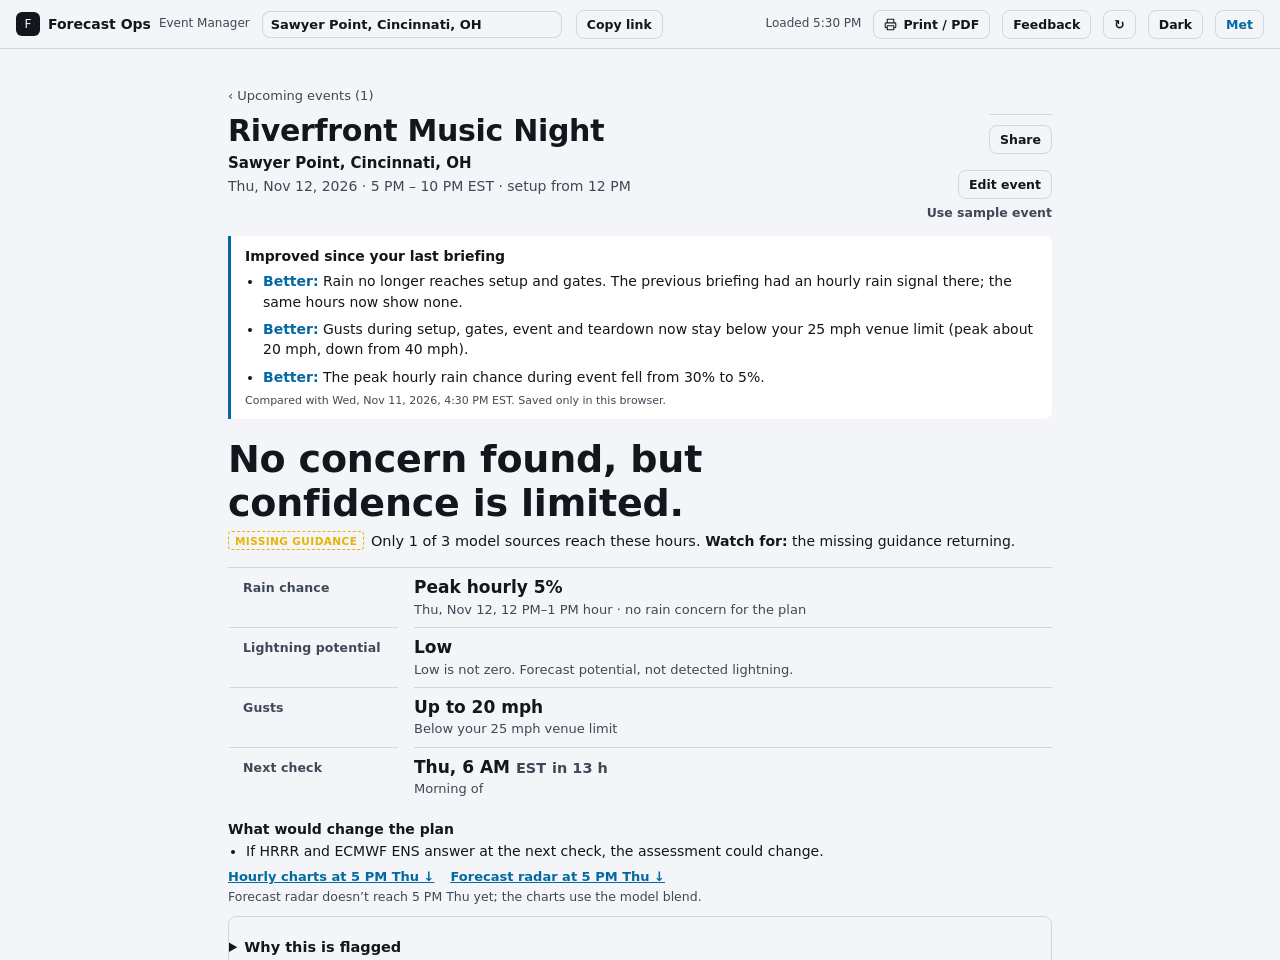 F Forecast Ops Event Manager Sawyer Point, Cincinnati, OH Copy link Loaded 5:30 PM Print / PDF Feedback ↻ Dark Met
‹ Upcoming events (1)
Riverfront Music Night
Share
Sawyer Point, Cincinnati, OH
Thu, Nov 12, 2026 · 5 PM – 10 PM EST · setup from 12 PM
Edit event
Use sample event
Improved since your last briefing
• Better: Rain no longer reaches setup and gates. The previous briefing had an hourly rain signal there; the
same hours now show none.
• Better: Gusts during setup, gates, event and teardown now stay below your 25 mph venue limit (peak about
20 mph, down from 40 mph).
• Better: The peak hourly rain chance during event fell from 30% to 5%.
Compared with Wed, Nov 11, 2026, 4:30 PM EST. Saved only in this browser.
No concern found, but
confidence is limited.
MISSING GUIDANCE Only 1 of 3 model sources reach these hours. Watch for: the missing guidance returning.
Rain chance Peak hourly 5%
Thu, Nov 12, 12 PM–1 PM hour · no rain concern for the plan
Lightning potential Low
Low is not zero. Forecast potential, not detected lightning.
Gusts Up to 20 mph
Below your 25 mph venue limit
Next check Thu, 6 AM EST in 13 h
Morning of
What would change the plan
• If HRRR and ECMWF ENS answer at the next check, the assessment could change.
Hourly charts at 5 PM Thu ↓ Forecast radar at 5 PM Thu ↓
Forecast radar doesn’t reach 5 PM Thu yet; the charts use the model blend.
▶ Why this is flagged